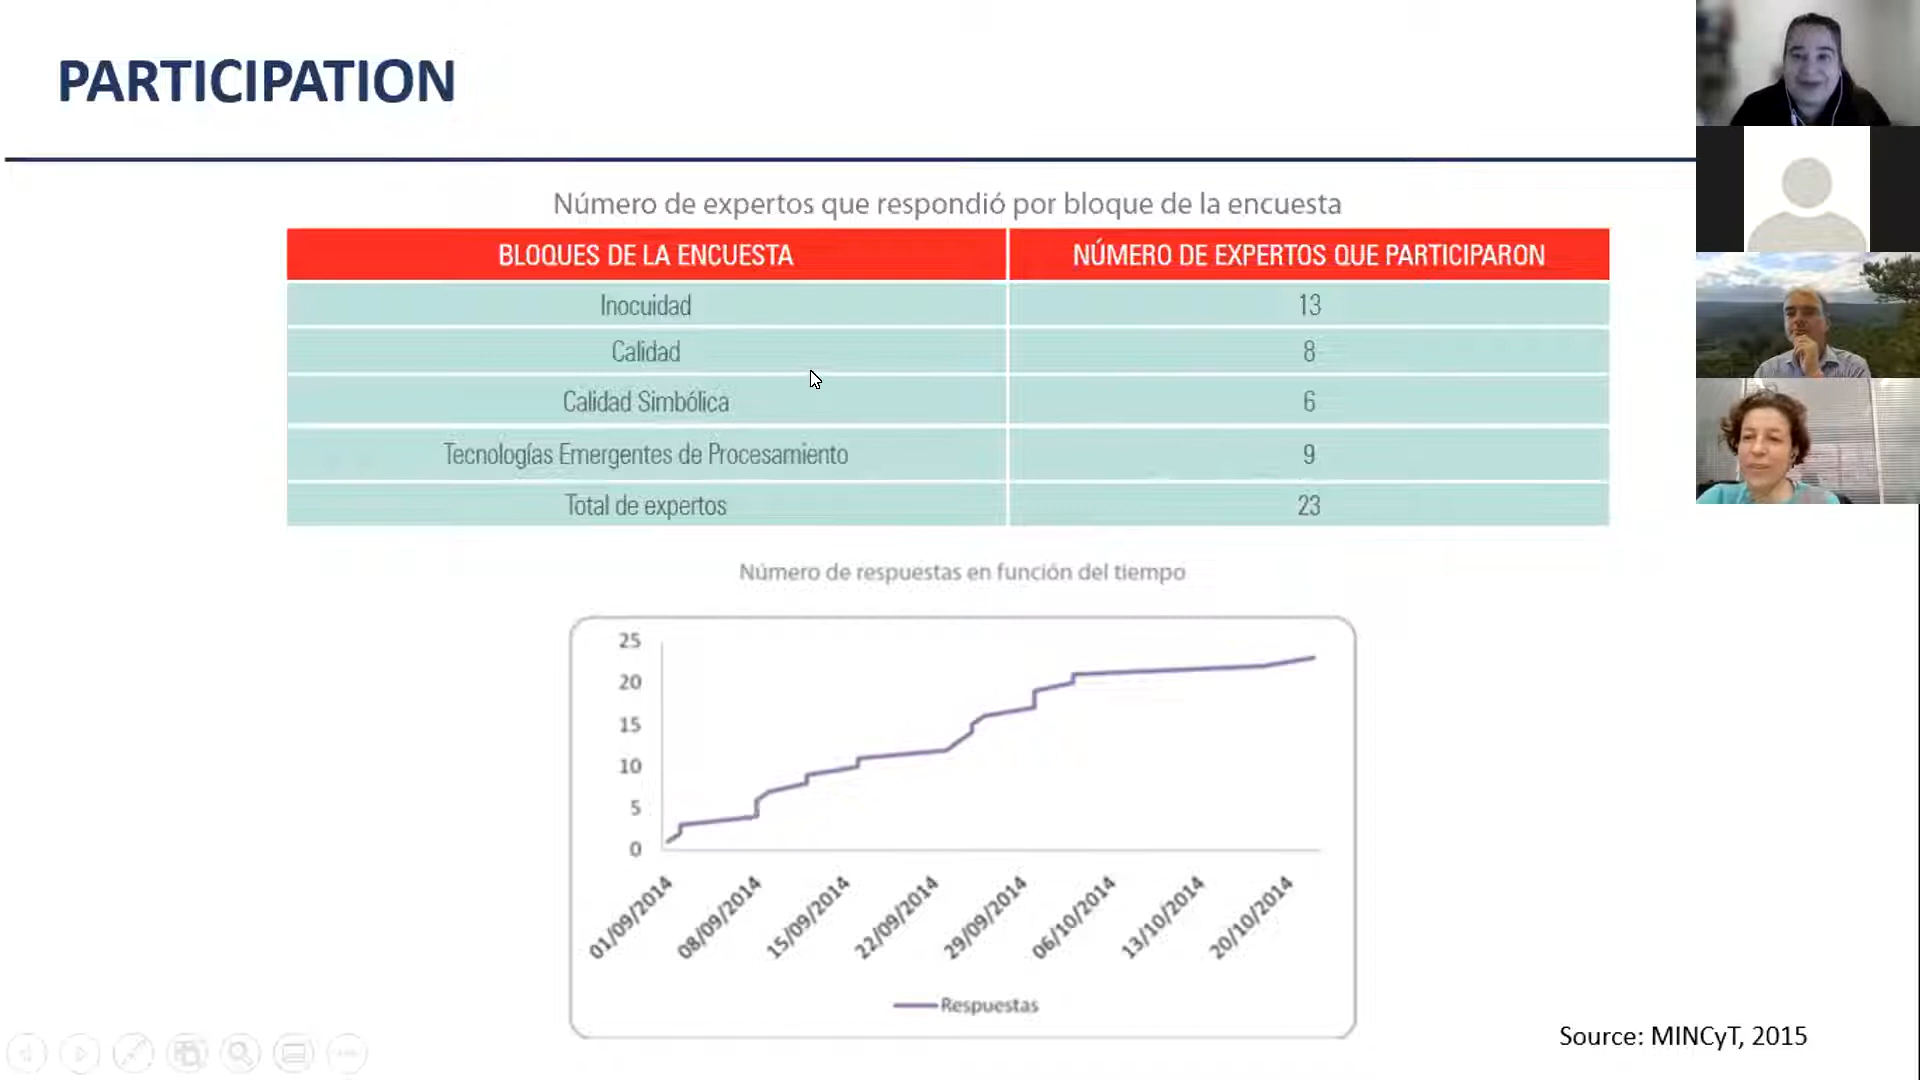 PARTICIPATION
Número de expertos que respondió por bloque de la encuesta
BLOQUES DE LA ENCUESTA NÚMERO DE EXPERTOS QUE PARTICIPARON
Inocuidad 13
Calidad 8
Calidad Simbólica 6
Tecnologías Emergentes de Procesamiento 9
Total de expertos 23
Número de respuestas en función del tiempo
25
20
15
10
5
0
01/09/2014 08/09/2014 15/09/2014 22/09/2014 29/09/2014 06/10/2014 13/10/2014 20/10/2014
Respuestas
Source: MINCyT, 2015